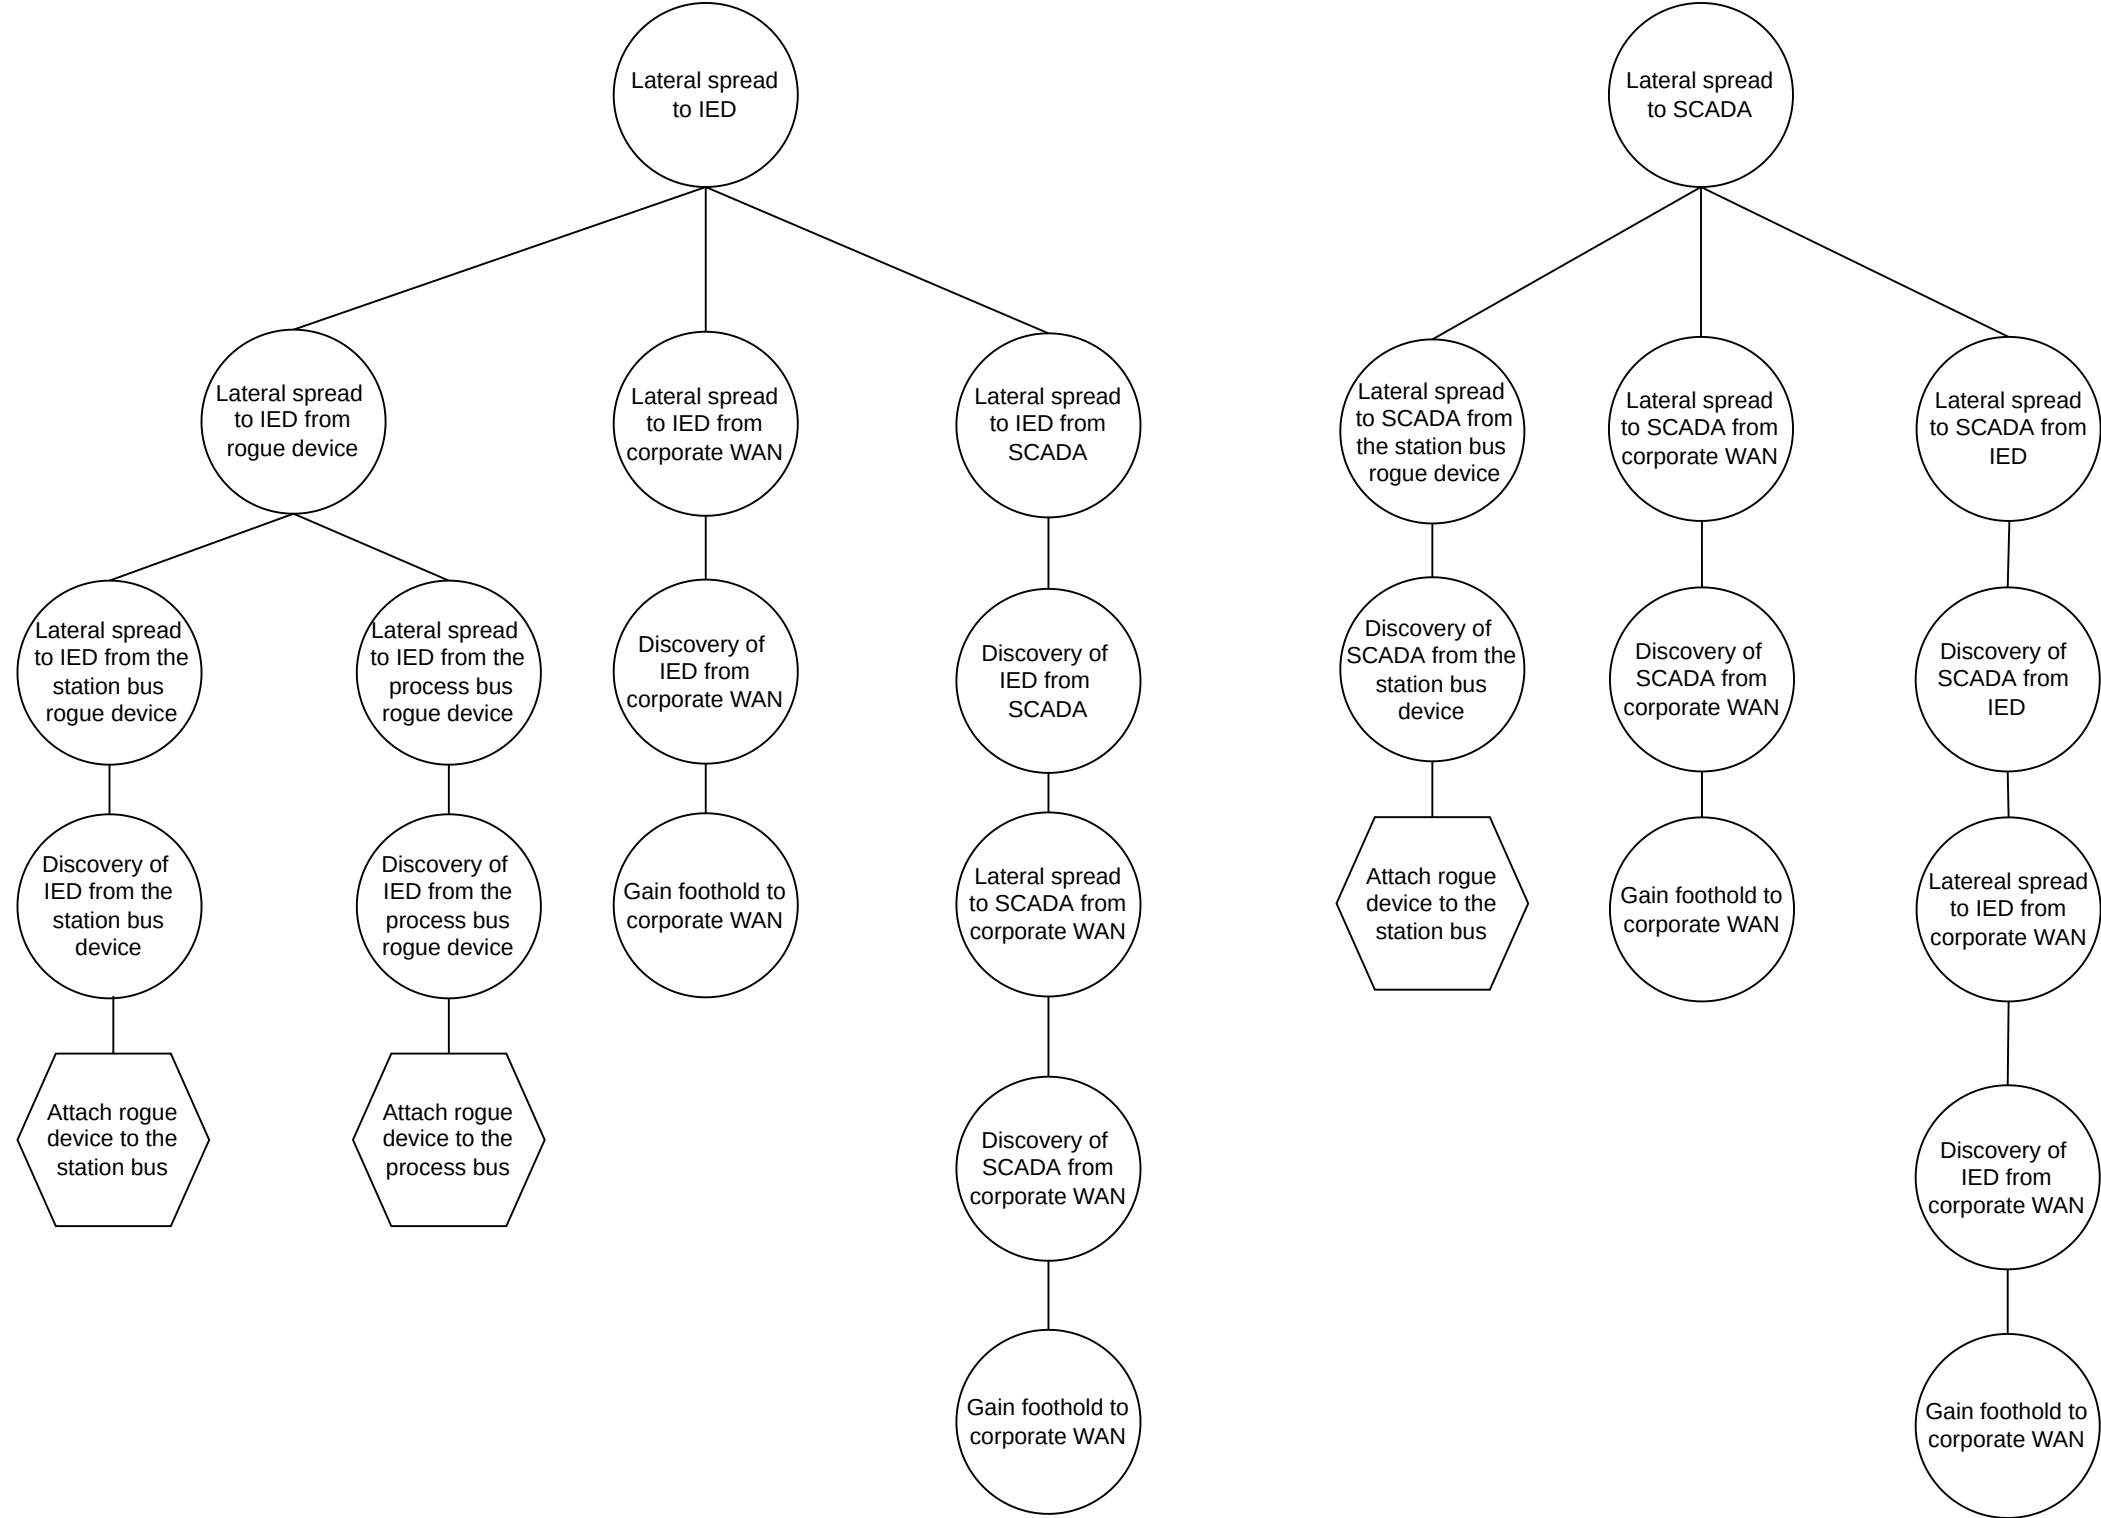 Lateral spread
to IED
Lateral spread
to SCADA
Lateral spread
to IED from
rogue device
Lateral spread
to IED from
corporate WAN
Lateral spread
to IED from
SCADA
Lateral spread
to SCADA from
the station bus
rogue device
Lateral spread
to SCADA from
corporate WAN
Lateral spread
to SCADA from
IED
Lateral spread
to IED from the
station bus
rogue device
Lateral spread
to IED from the
process bus
rogue device
Discovery of
IED from
corporate WAN
Discovery of
IED from
SCADA
Discovery of
SCADA from the
station bus
device
Discovery of
SCADA from
corporate WAN
Discovery of
SCADA from
IED
Discovery of
IED from the
station bus
device
Discovery of
IED from the
process bus
rogue device
Gain foothold to
corporate WAN
Lateral spread
to SCADA from
corporate WAN
Attach rogue
device to the
station bus
Gain foothold to
corporate WAN
Latereal spread
to IED from
corporate WAN
Attach rogue
device to the
station bus
Attach rogue
device to the
process bus
Discovery of
SCADA from
corporate WAN
Discovery of
IED from
corporate WAN
Gain foothold to
corporate WAN
Gain foothold to
corporate WAN